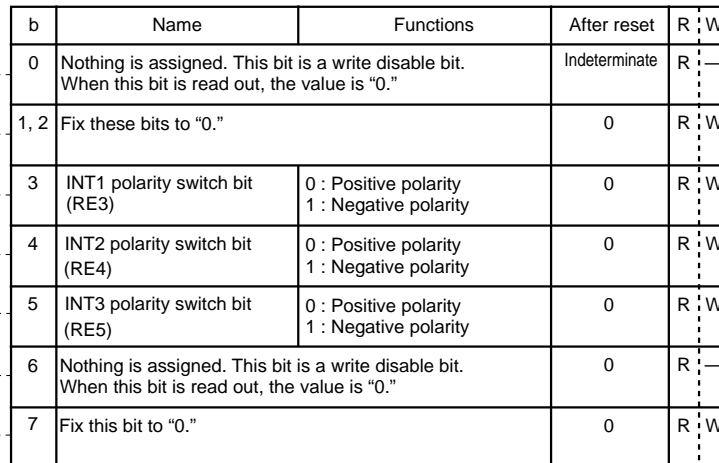 b Name Functions After reset R W
0 Nothing is assigned. This bit is a write disable bit. Indeterminate R —
When this bit is read out, the value is “0.”
1, 2 Fix these bits to “0.” 0 R W
3 INT1 polarity switch bit 0 : Positive polarity 0 R W
(RE3) 1 : Negative polarity
4 INT2 polarity switch bit 0 : Positive polarity 0 R W
(RE4) 1 : Negative polarity
5 INT3 polarity switch bit 0 : Positive polarity 0 R W
(RE5) 1 : Negative polarity
6 Nothing is assigned. This bit is a write disable bit. 0 R —
When this bit is read out, the value is “0.”
7 Fix this bit to “0.” 0 R W